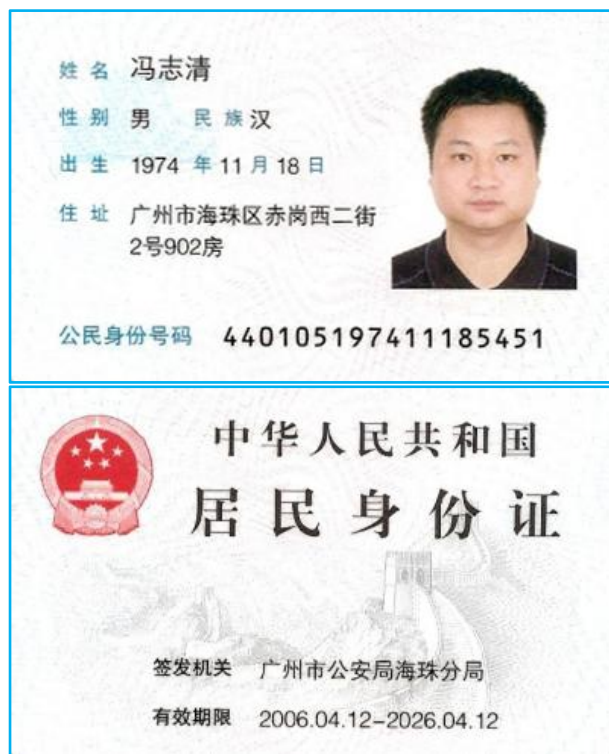 姓名 冯志清
性别 男 民族 汉
出生 1974 年 11 月 18 日
住址 广州市海珠区赤岗西二街
2号902房
公民身份号码 440105197411185451
中华人民共和国
居民身份证
签发机关 广州市公安局海珠分局
有效期限 2006.04.12-2026.04.12